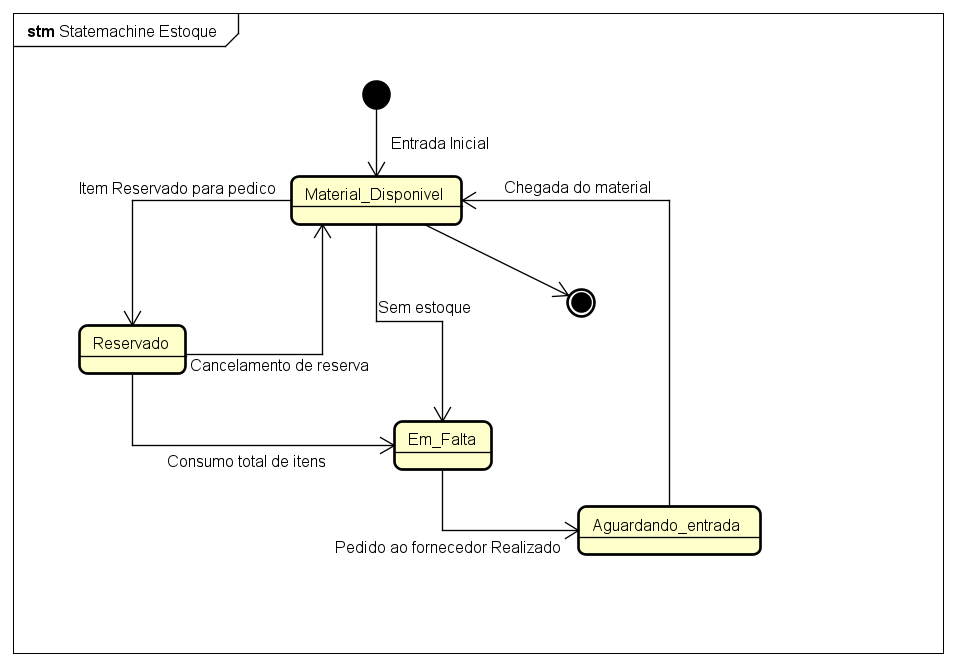 stm Statemachine Estoque
Entrada Inicial
Item Reservado para pedico
Material_Disponivel
Chegada do material
Sem estoque
Reservado
Cancelamento de reserva
Em_Falta
Consumo total de itens
Aguardando_entrada
Pedido ao fornecedor Realizado